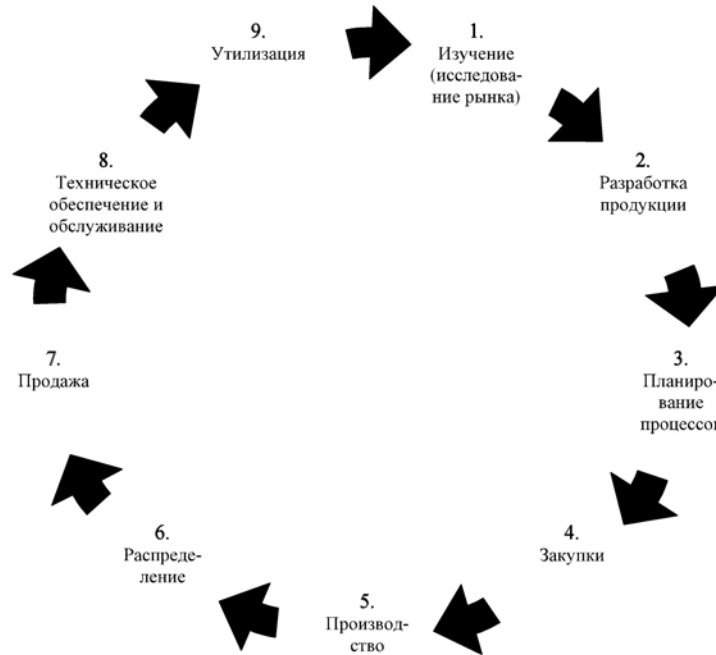 1.
Изучение
(исследова-
ние рынка)
2.
Разработка
продукции
3.
Планиро-
вание
процессов
4.
Закупки
5.
Производ-
ство
6.
Распреде-
ление
7.
Продажа
8.
Техническое
обеспечение и
обслуживание
9.
Утилизация